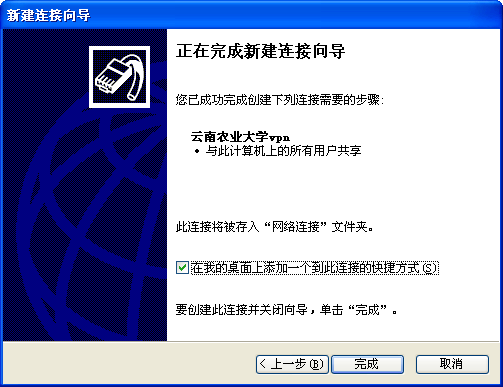 新建连接向导
正在完成新建连接向导
您已成功完成创建下列连接需要的步骤:
云南农业大学vpn
• 与此计算机上的所有用户共享
此连接将被存入“网络连接”文件夹。
在我的桌面上添加一个到此连接的快捷方式(S)
要创建此连接并关闭向导，单击“完成”。
< 上一步(B)
完成
取消